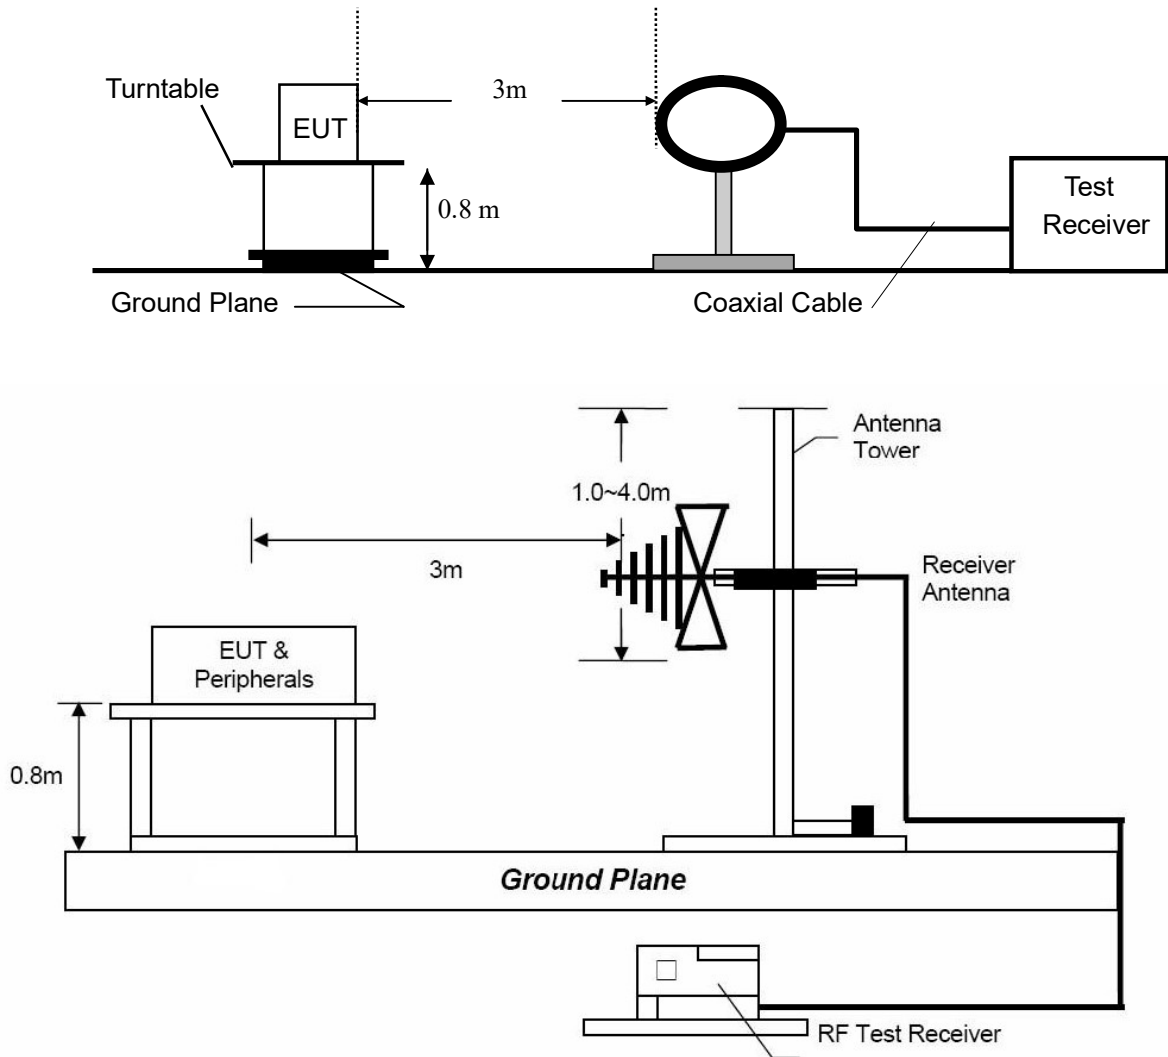 Turntable
3m
EUT
0.8 m
Test
Receiver
Ground Plane
Coaxial Cable
Antenna
Tower
1.0~4.0m
3m
Receiver
Antenna
EUT &
Peripherals
0.8m
Ground Plane
RF Test Receiver